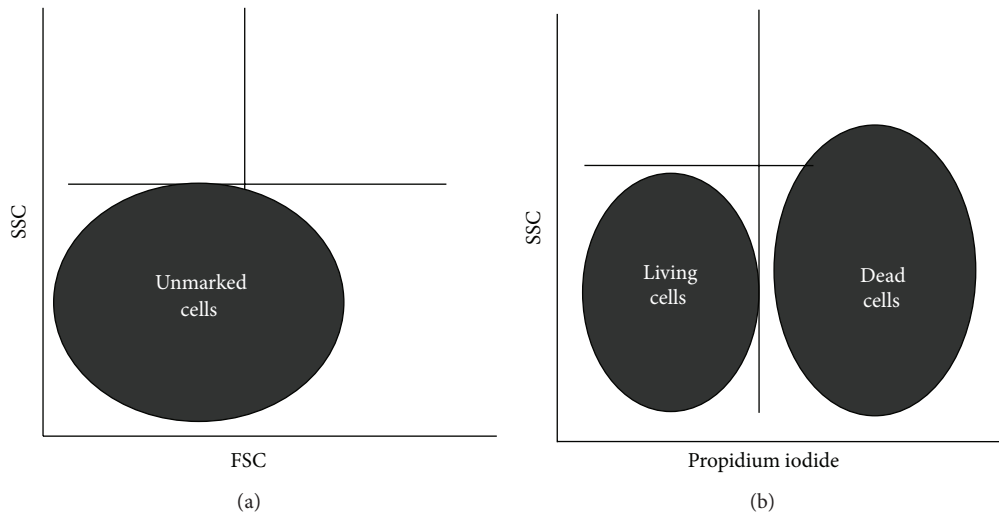 SSC
Unmarked
cells
FSC
(a)
SSC
Living
cells
Dead
cells
Propidium iodide
(b)